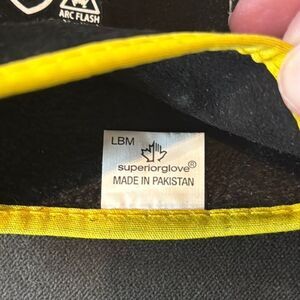 ARC FLASH
LBM
superiorglove®
MADE IN PAKISTAN